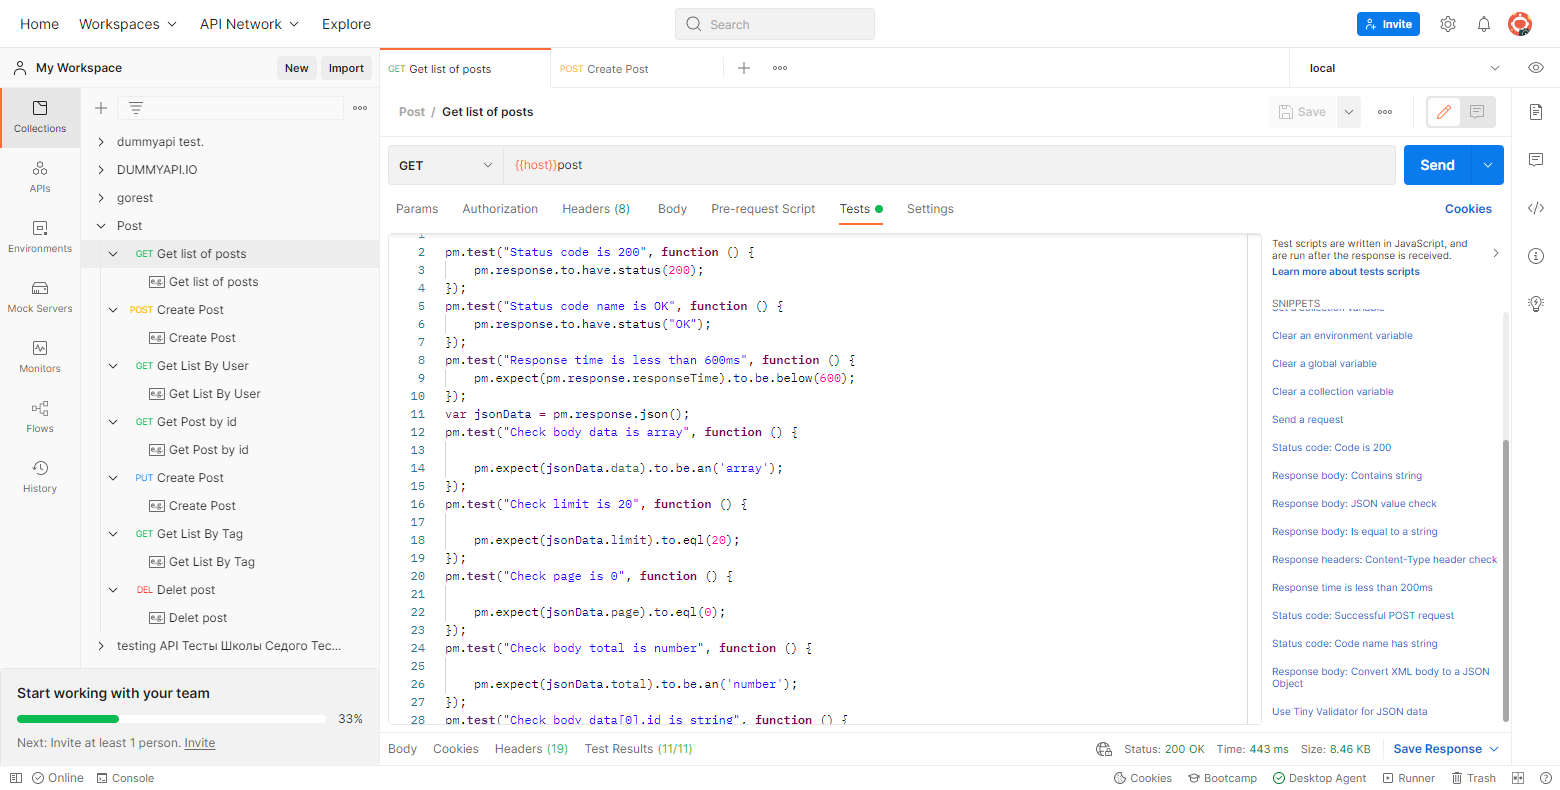 Home Workspaces API Network Explore Search Invite
My Workspace New Import GET Get list of posts POST Create Post local
Collections
APIs
Environments
Mock Servers
Monitors
Flows
History
dummyapi test.
DUMMYAPI.IO
gorest
Post
GET Get list of posts
e.g. Get list of posts
POST Create Post
e.g. Create Post
GET Get List By User
e.g. Get List By User
GET Get Post by id
e.g. Get Post by id
PUT Create Post
e.g. Create Post
GET Get List By Tag
e.g. Get List By Tag
DEL Delet post
e.g. Delet post
testing API Тесты Школы Седого Тес...
Start working with your team
33%
Next: Invite at least 1 person. Invite
Post / Get list of posts Save
GET {{host}}post Send
Params Authorization Headers (8) Body Pre-request Script Tests Settings Cookies
1
2 pm.test("Status code is 200", function () {
3 pm.response.to.have.status(200);
4 });
5 pm.test("Status code name is OK", function () {
6 pm.response.to.have.status("OK");
7 });
8 pm.test("Response time is less than 600ms", function () {
9 pm.expect(pm.response.responseTime).to.be.below(600);
10 });
11 var jsonData = pm.response.json();
12 pm.test("Check body data is array", function () {
13
14 pm.expect(jsonData.data).to.be.an('array');
15 });
16 pm.test("Check limit is 20", function () {
17
18 pm.expect(jsonData.limit).to.eql(20);
19 });
20 pm.test("Check page is 0", function () {
21
22 pm.expect(jsonData.page).to.eql(0);
23 });
24 pm.test("Check body total is number", function () {
25
26 pm.expect(jsonData.total).to.be.an('number');
27 });
28 pm.test("Check body data[0].id is string", function () {
Test scripts are written in JavaScript, and
are run after the response is received.
Learn more about tests scripts
SNIPPETS
Set a collection variable
Clear an environment variable
Clear a global variable
Clear a collection variable
Send a request
Status code: Code is 200
Response body: Contains string
Response body: JSON value check
Response body: Is equal to a string
Response headers: Content-Type header check
Response time is less than 200ms
Status code: Successful POST request
Status code: Code name has string
Response body: Convert XML body to a JSON
Object
Use Tiny Validator for JSON data
Body Cookies Headers (19) Test Results (11/11) Status: 200 OK Time: 443 ms Size: 8.46 KB Save Response
Online Console Cookies Bootcamp Desktop Agent Runner Trash